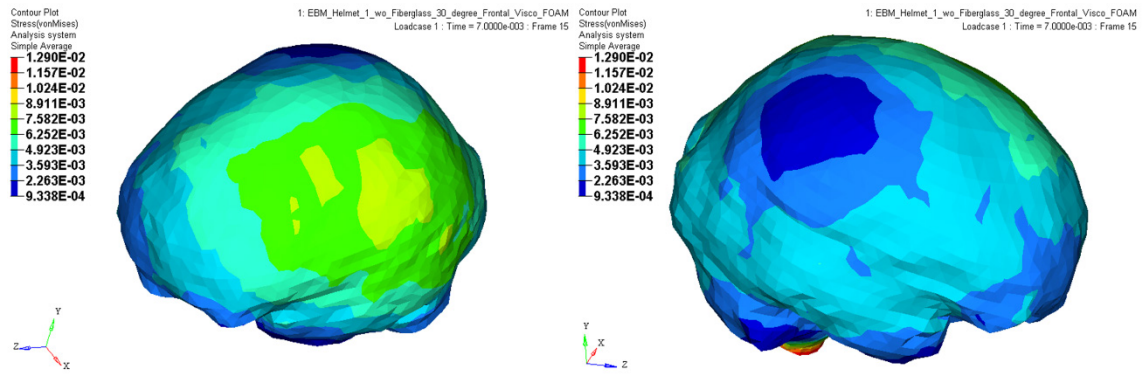 Contour Plot
Stress(vonMises)
Analysis system
Simple Average
1.290E-02
1.157E-02
1.024E-02
8.911E-03
7.582E-03
6.252E-03
4.923E-03
3.593E-03
2.263E-03
9.338E-04
1: EBM_Helmet_1_wo_Fiberglass_30_degree_Frontal_Visco_FOAM
Loadcase 1 : Time = 7.0000e-003 : Frame 15
Y
Z
X
Contour Plot
Stress(vonMises)
Analysis system
Simple Average
1.290E-02
1.157E-02
1.024E-02
8.911E-03
7.582E-03
6.252E-03
4.923E-03
3.593E-03
2.263E-03
9.338E-04
1: EBM_Helmet_1_wo_Fiberglass_30_degree_Frontal_Visco_FOAM
Loadcase 1 : Time = 7.0000e-003 : Frame 15
Y
X
Z